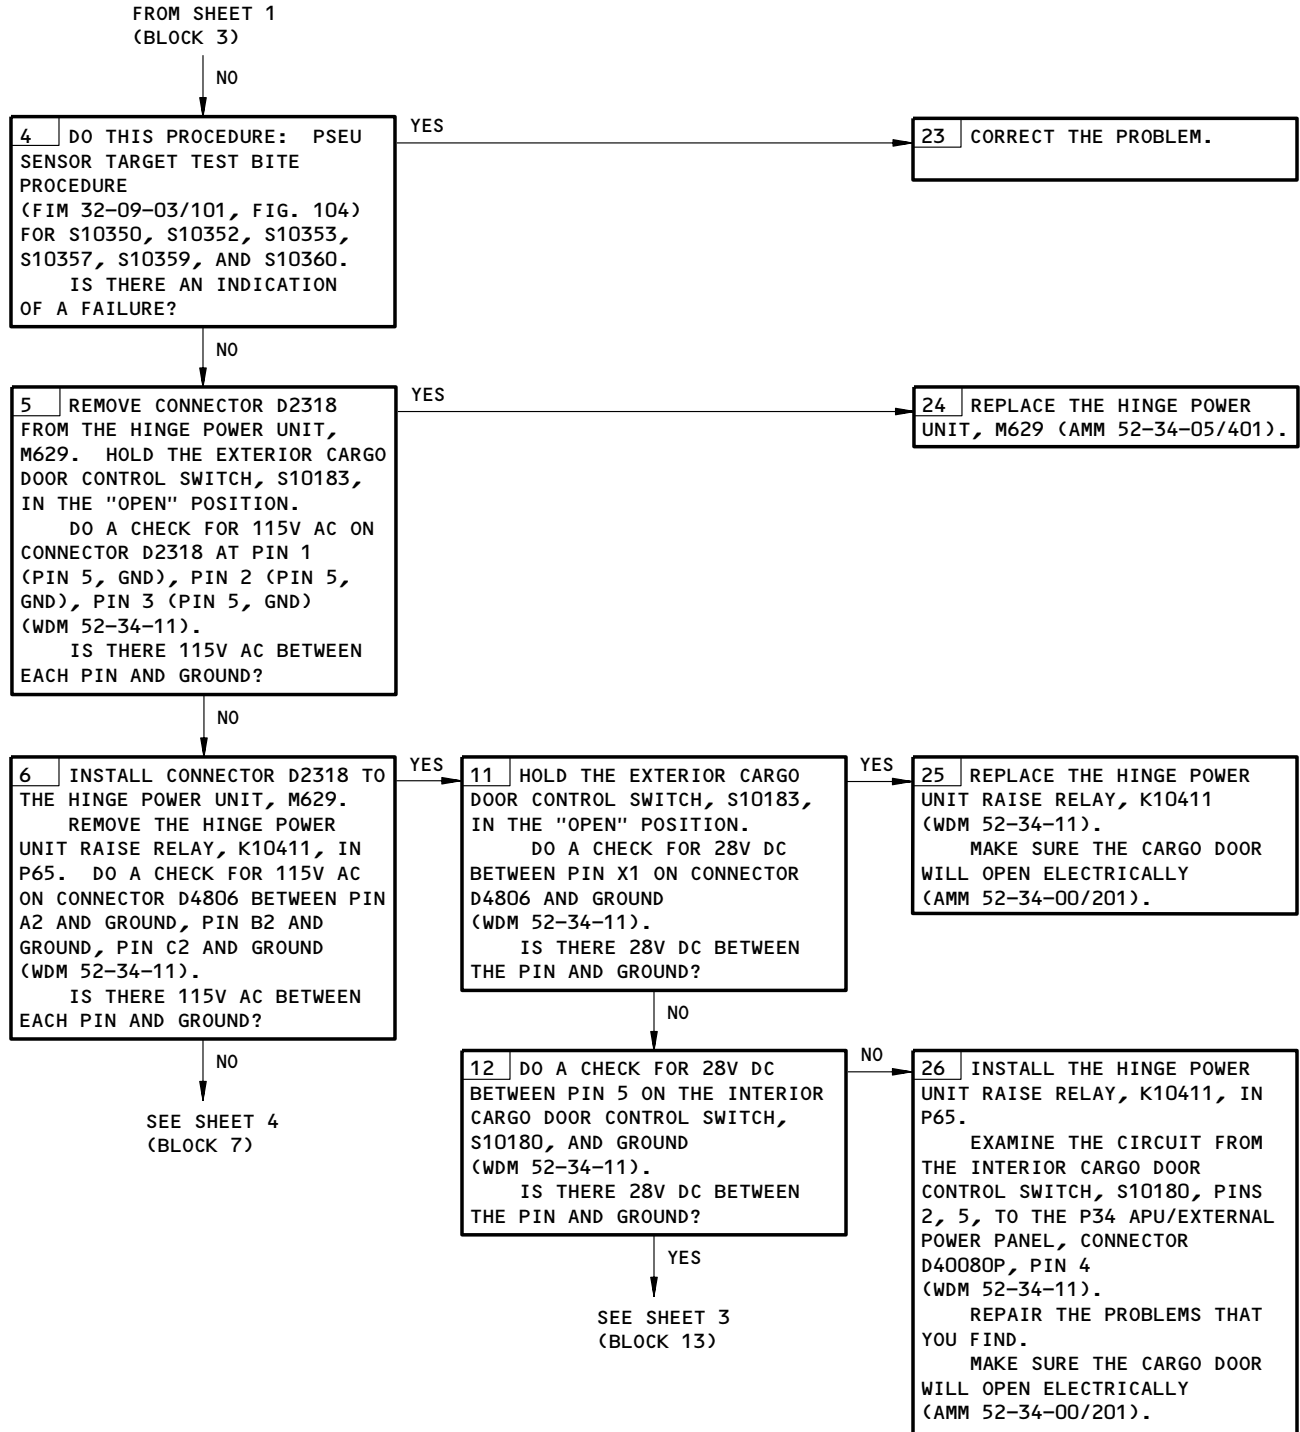 FROM SHEET 1
(BLOCK 3)
NO
4 DO THIS PROCEDURE: PSEU
SENSOR TARGET TEST BITE
PROCEDURE
(FIM 32-09-03/101, FIG. 104)
FOR S10350, S10352, S10353,
S10357, S10359, AND S10360.
IS THERE AN INDICATION
OF A FAILURE?
YES
23 CORRECT THE PROBLEM.
NO
5 REMOVE CONNECTOR D2318
FROM THE HINGE POWER UNIT,
M629. HOLD THE EXTERIOR CARGO
DOOR CONTROL SWITCH, S10183,
IN THE "OPEN" POSITION.
DO A CHECK FOR 115V AC ON
CONNECTOR D2318 AT PIN 1
(PIN 5, GND), PIN 2 (PIN 5,
GND), PIN 3 (PIN 5, GND)
(WDM 52-34-11).
IS THERE 115V AC BETWEEN
EACH PIN AND GROUND?
YES
24 REPLACE THE HINGE POWER
UNIT, M629 (AMM 52-34-05/401).
NO
6 INSTALL CONNECTOR D2318 TO
THE HINGE POWER UNIT, M629.
REMOVE THE HINGE POWER
UNIT RAISE RELAY, K10411, IN
P65. DO A CHECK FOR 115V AC
ON CONNECTOR D4806 BETWEEN PIN
A2 AND GROUND, PIN B2 AND
GROUND, PIN C2 AND GROUND
(WDM 52-34-11).
IS THERE 115V AC BETWEEN
EACH PIN AND GROUND?
YES
11 HOLD THE EXTERIOR CARGO
DOOR CONTROL SWITCH, S10183,
IN THE "OPEN" POSITION.
DO A CHECK FOR 28V DC
BETWEEN PIN X1 ON CONNECTOR
D4806 AND GROUND
(WDM 52-34-11).
IS THERE 28V DC BETWEEN
THE PIN AND GROUND?
YES
25 REPLACE THE HINGE POWER
UNIT RAISE RELAY, K10411
(WDM 52-34-11).
MAKE SURE THE CARGO DOOR
WILL OPEN ELECTRICALLY
(AMM 52-34-00/201).
NO
SEE SHEET 4
(BLOCK 7)
NO
12 DO A CHECK FOR 28V DC
BETWEEN PIN 5 ON THE INTERIOR
CARGO DOOR CONTROL SWITCH,
S10180, AND GROUND
(WDM 52-34-11).
IS THERE 28V DC BETWEEN
THE PIN AND GROUND?
YES
SEE SHEET 3
(BLOCK 13)
NO
26 INSTALL THE HINGE POWER
UNIT RAISE RELAY, K10411, IN
P65.
EXAMINE THE CIRCUIT FROM
THE INTERIOR CARGO DOOR
CONTROL SWITCH, S10180, PINS
2, 5, TO THE P34 APU/EXTERNAL
POWER PANEL, CONNECTOR
D40080P, PIN 4
(WDM 52-34-11).
REPAIR THE PROBLEMS THAT
YOU FIND.
MAKE SURE THE CARGO DOOR
WILL OPEN ELECTRICALLY
(AMM 52-34-00/201).